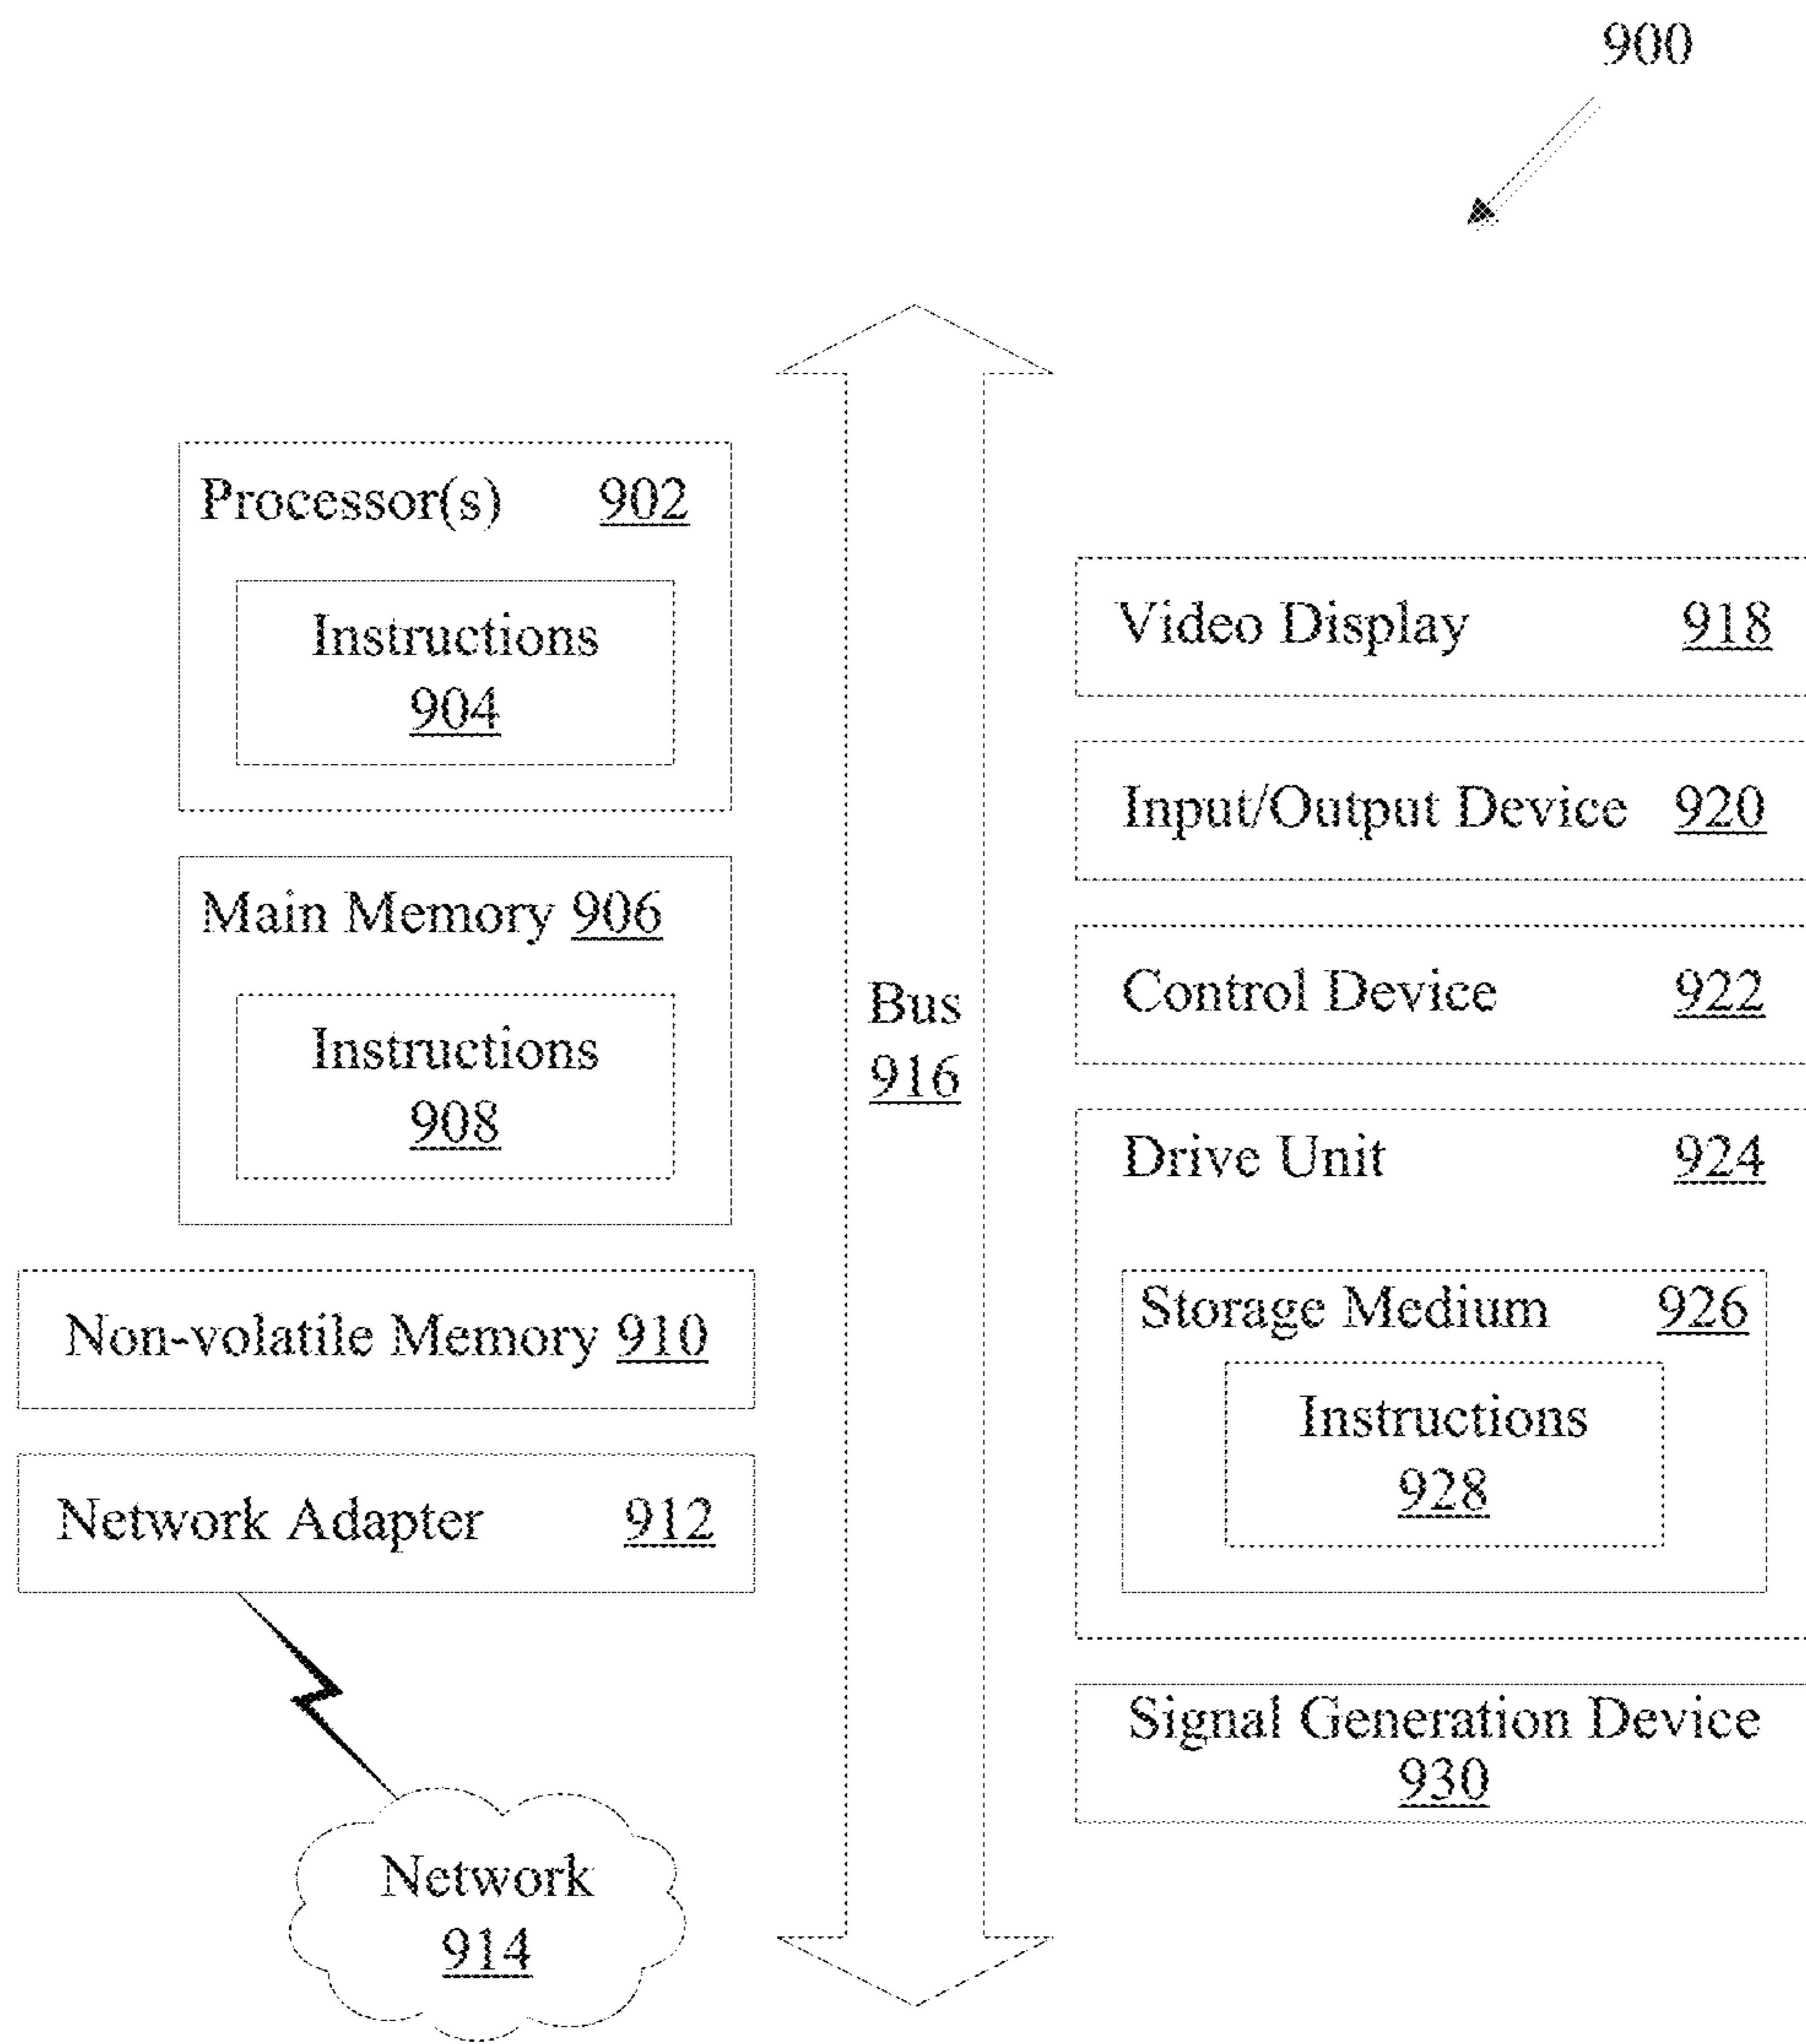 900
Processor(s) 902
Instructions
904
Main Memory 906
Instructions
908
Non-volatile Memory 910
Network Adapter 912
Network
914
Bus
916
Video Display 918
Input/Output Device 920
Control Device 922
Drive Unit 924
Storage Medium 926
Instructions
928
Signal Generation Device
930